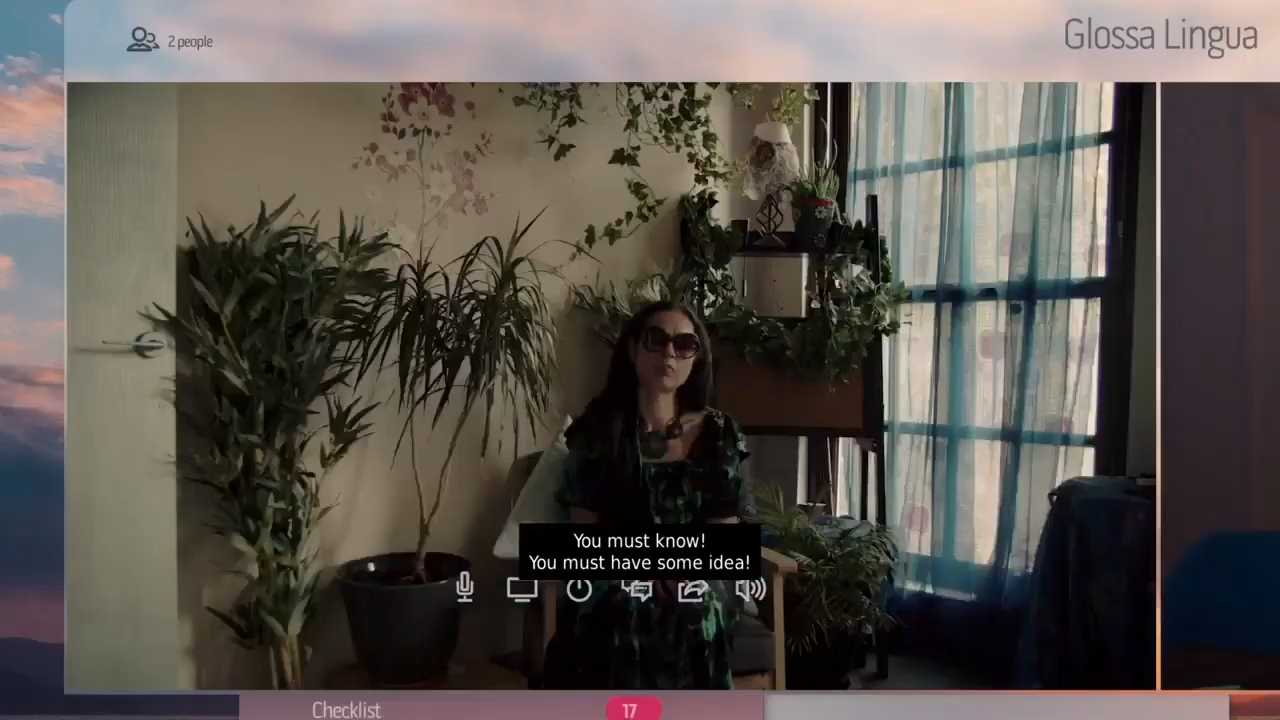 2 people
Glossa Lingua
You must know!
You must have some idea!
Checklist
17